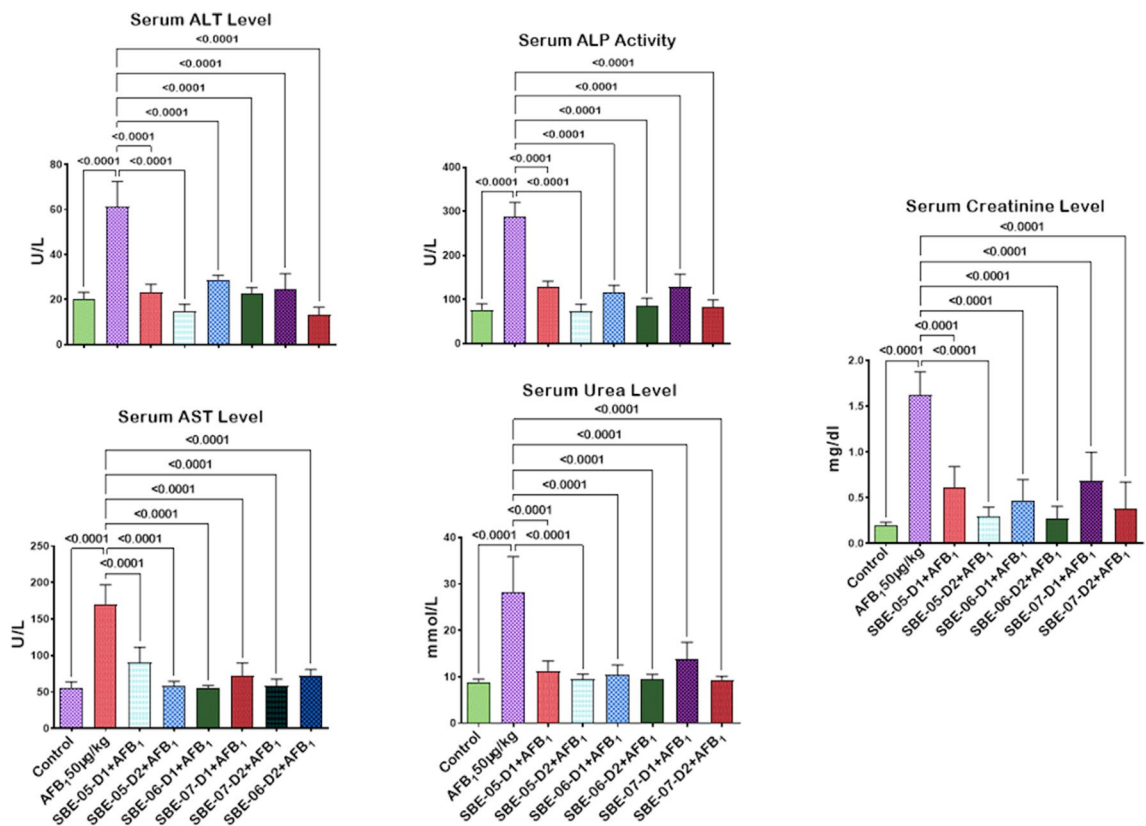 Serum ALT Level
<0.0001
<0.0001
<0.0001
<0.0001
<0.0001
<0.0001 <0.0001
U/L
80
60
40
20
0
Serum ALP Activity
<0.0001
<0.0001
<0.0001
<0.0001
<0.0001
<0.0001 <0.0001
U/L
400
300
200
100
0
Serum Creatinine Level
<0.0001
<0.0001
<0.0001
<0.0001
<0.0001
<0.0001 <0.0001
mg/dl
2.0
1.5
1.0
0.5
0.0
Control
AFB₁50µg/kg
SBE-05-D1+AFB₁
SBE-05-D2+AFB₁
SBE-06-D1+AFB₁
SBE-06-D2+AFB₁
SBE-07-D1+AFB₁
SBE-07-D2+AFB₁
Serum AST Level
<0.0001
<0.0001
<0.0001
<0.0001
<0.0001 <0.0001
<0.0001
U/L
250
200
150
100
50
0
Control
AFB₁50µg/kg
SBE-05-D1+AFB₁
SBE-05-D2+AFB₁
SBE-06-D1+AFB₁
SBE-07-D1+AFB₁
SBE-07-D2+AFB₁
SBE-06-D2+AFB₁
Serum Urea Level
<0.0001
<0.0001
<0.0001
<0.0001
<0.0001
<0.0001 <0.0001
mmol/L
40
30
20
10
0
Control
AFB₁50µg/kg
SBE-05-D1+AFB₁
SBE-05-D2+AFB₁
SBE-06-D1+AFB₁
SBE-06-D2+AFB₁
SBE-07-D1+AFB₁
SBE-07-D2+AFB₁